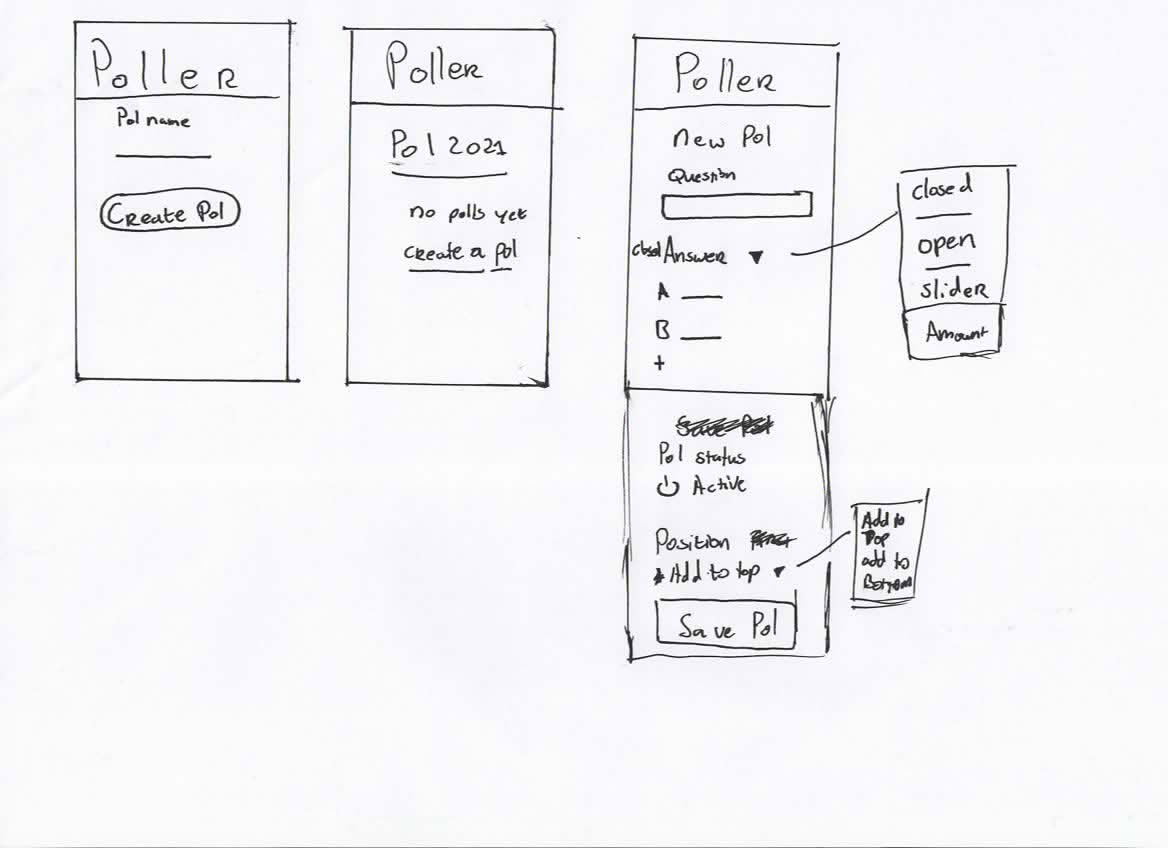 Poller
Pol name
Create Pol
Poller
Pol 2021
no polls yet
create a pol
Poller
new Pol
Question
closed Answer ▼
A
B
+
Pol status
Active
Position
Add to top ▼
Save Pol
closed
open
slider
Amount
Add to
Top
add to
Bottom